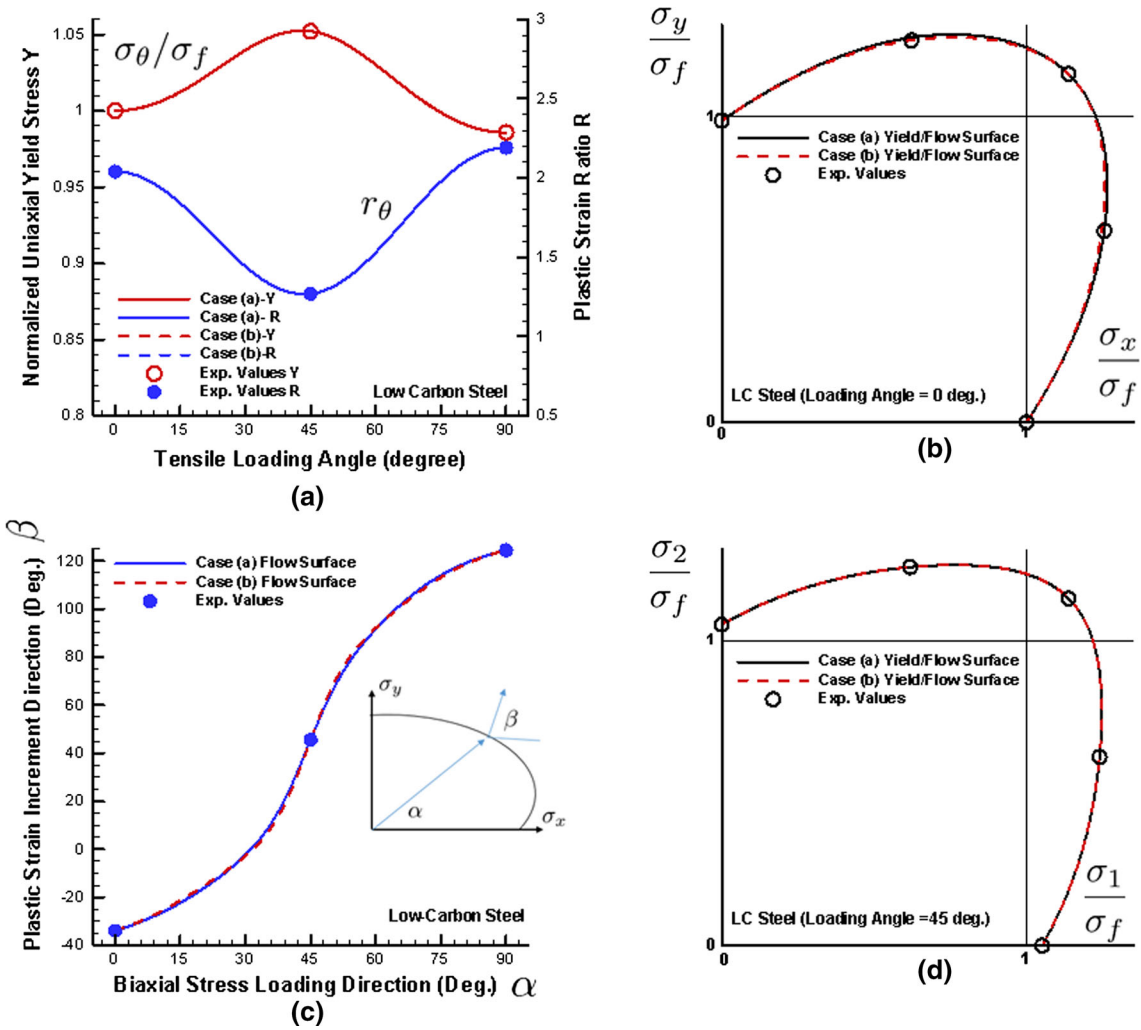 σθ/σf
rθ
Normalized Uniaxial Yield Stress Y
1.05
1
0.95
0.9
0.85
0.8
Plastic Strain Ratio R
3
2.5
2
1.5
1
0.5
Case (a)-Y
Case (a)- R
Case (b)-Y
Case (b)-R
Exp. Values Y
Exp. Values R
Low Carbon Steel
0 15 30 45 60 75 90
Tensile Loading Angle (degree)
(a)
σy/σf
1
Case (a) Yield/Flow Surface
Case (b) Yield/Flow Surface
Exp. Values
σx/σf
LC Steel (Loading Angle = 0 deg.)
0
0 1
(b)
β
Plastic Strain Increment Direction (Deg.)
120
100
80
60
40
20
0
-20
-40
Case (a) Flow Surface
Case (b) Flow Surface
Exp. Values
σy
β
α
σx
Low-Carbon Steel
0 15 30 45 60 75 90
Biaxial Stress Loading Direction (Deg.) α
(c)
σ2/σf
1
Case (a) Yield/Flow Surface
Case (b) Yield/Flow Surface
Exp. Values
σ1/σf
LC Steel (Loading Angle =45 deg.)
0
0 1
(d)